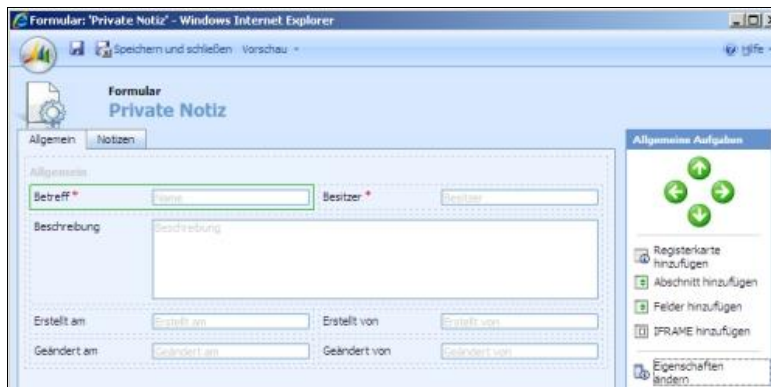 Formular: 'Private Notiz' - Windows Internet Explorer
Speichern und schließen Vorschau
Hilfe
Formular
Private Notiz
Allgemein Notizen
Allgemeine Aufgaben
Allgemein
Betreff * Name Besitzer * Besitzer
Beschreibung Beschreibung
Registerkarte
hinzufügen
Abschnitt hinzufügen
Felder hinzufügen
IFRAME hinzufügen
Erstellt am Erstellt am Erstellt von Erstellt von
Geändert am Geändert am Geändert von Geändert von
Eigenschaften
ändern